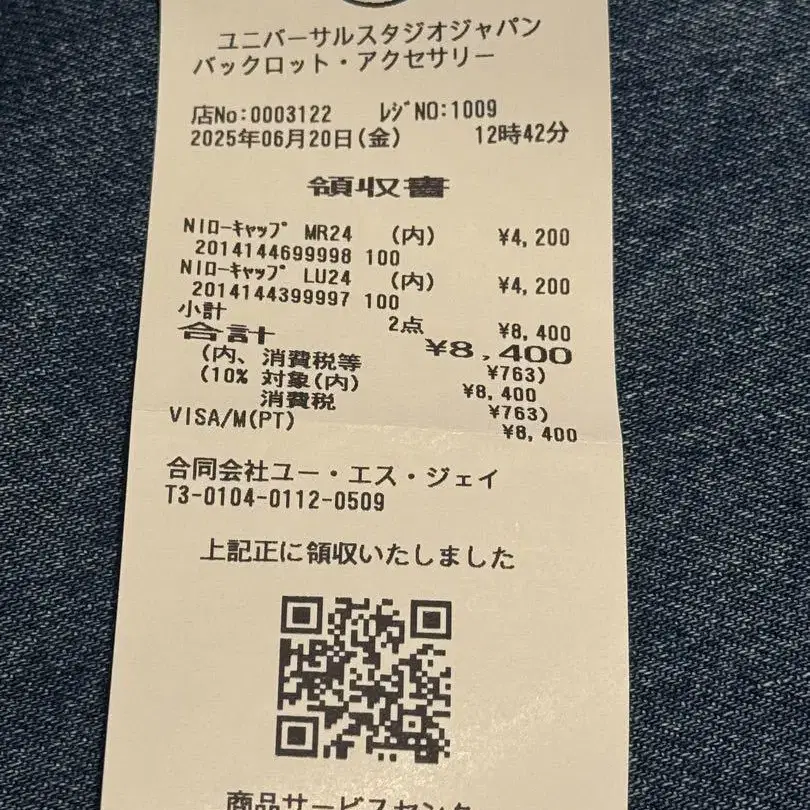 ユニバーサルスタジオジャパン
バックロット・アクセサリー
店No:0003122 ﾚｼﾞNO:1009
2025年06月20日(金) 12時42分
領収書
NIﾛｰｷｬｯﾌﾟ MR24 (内) ¥4,200
2014144699998 100
NIﾛｰｷｬｯﾌﾟ LU24 (内) ¥4,200
2014144399997 100
小計 2点 ¥8,400
合計 ¥8,400
(内、消費税等 ¥763)
(10% 対象(内) ¥8,400
消費税 ¥763)
VISA/M(PT) ¥8,400
合同会社ユー・エス・ジェイ
T3-0104-0112-0509
上記正に領収いたしました
商品サービスセンター